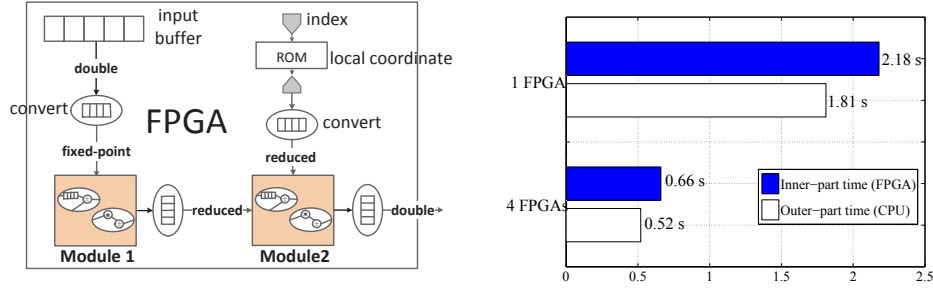 input
buffer
index
ROM
local coordinate
double
convert
FPGA
convert
fixed-point
reduced
reduced
double
Module 1
Module2
1 FPGA
2.18 s
1.81 s
4 FPGAs
0.66 s
0.52 s
Inner−part time (FPGA)
Outer−part time (CPU)
0
0.5
1
1.5
2
2.5